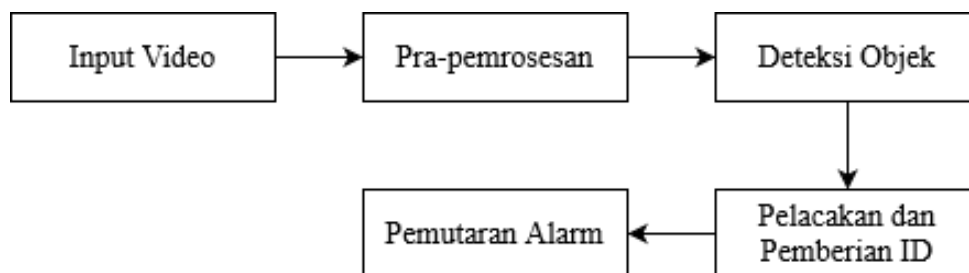 Input Video
Pra-pemrosesan
Deteksi Objek
Pelacakan dan
Pemberian ID
Pemutaran Alarm